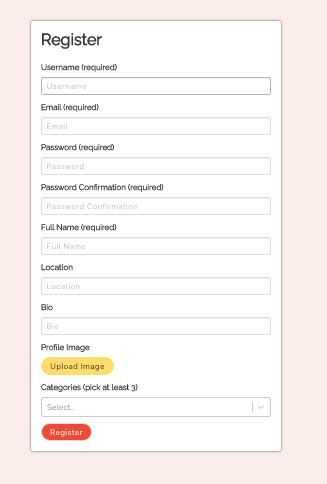 Register
Username (required)
Username
Email (required)
Email
Password (required)
Password
Password Confirmation (required)
Password Confirmation
Full Name (required)
Full Name
Location
Location
Bio
Bio
Profile Image
Upload Image
Categories (pick at least 3)
Select...
Register